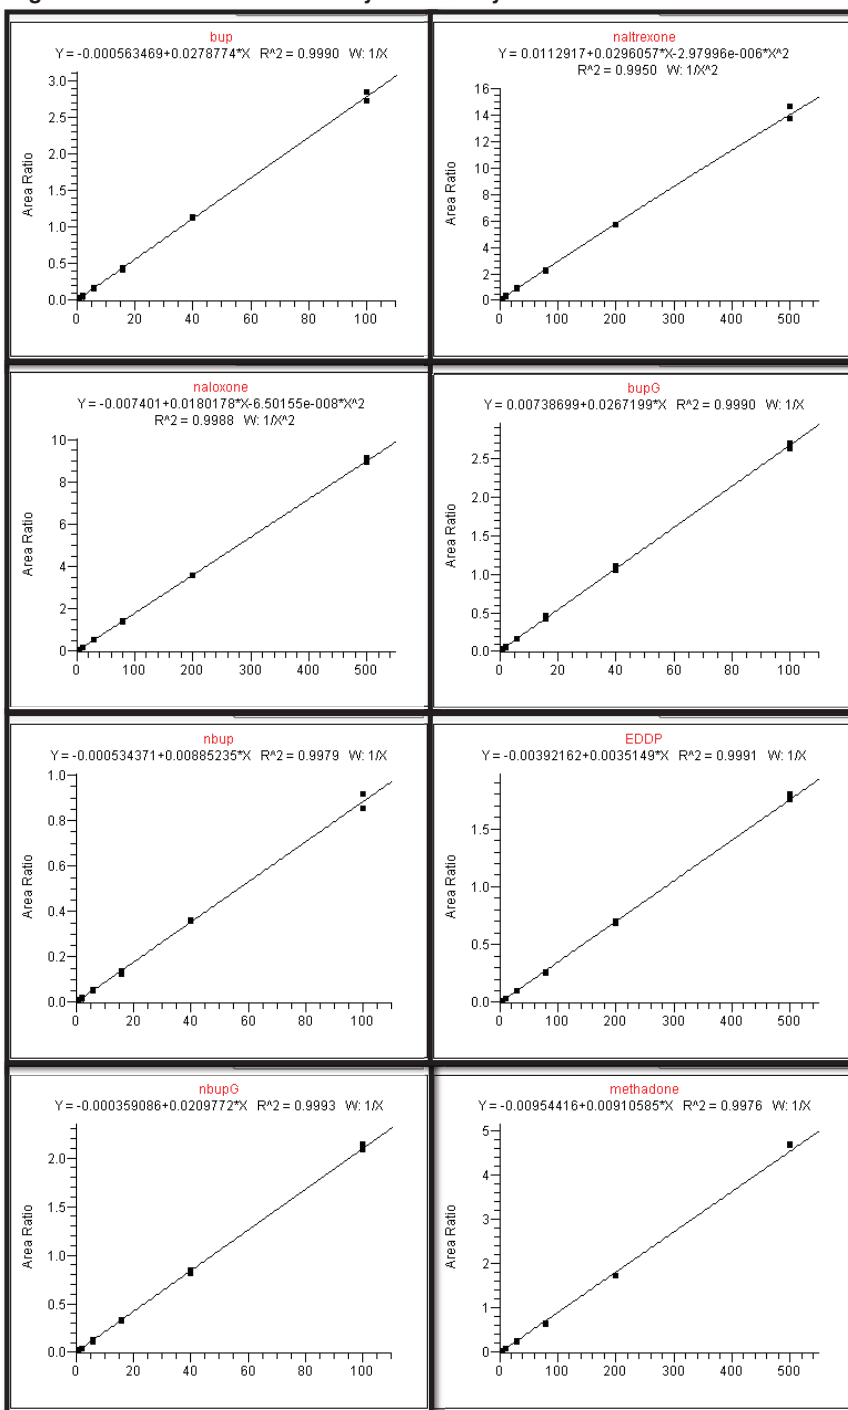 bup
Y = -0.000563469+0.0278774*X R^2 = 0.9990 W: 1/X
Area Ratio
3.0
2.5
2.0
1.5
1.0
0.5
0.0
0 20 40 60 80 100
naltrexone
Y = 0.0112917+0.0296057*X-2.97996e-006*X^2
R^2 = 0.9950 W: 1/X^2
Area Ratio
16
14
12
10
8
6
4
2
0
0 100 200 300 400 500
naloxone
Y = -0.007401+0.0180178*X-6.50155e-008*X^2
R^2 = 0.9988 W: 1/X^2
Area Ratio
10
8
6
4
2
0
0 100 200 300 400 500
bupG
Y = 0.00738699+0.0267199*X R^2 = 0.9990 W: 1/X
Area Ratio
2.5
2.0
1.5
1.0
0.5
0.0
0 20 40 60 80 100
nbup
Y = -0.000534371+0.00885235*X R^2 = 0.9979 W: 1/X
Area Ratio
1.0
0.8
0.6
0.4
0.2
0.0
0 20 40 60 80 100
EDDP
Y = -0.00392162+0.0035149*X R^2 = 0.9991 W: 1/X
Area Ratio
1.5
1.0
0.5
0.0
0 100 200 300 400 500
nbupG
Y = -0.000359086+0.0209772*X R^2 = 0.9993 W: 1/X
Area Ratio
2.0
1.5
1.0
0.5
0.0
0 20 40 60 80 100
methadone
Y = -0.00954416+0.00910585*X R^2 = 0.9976 W: 1/X
Area Ratio
5
4
3
2
1
0
0 100 200 300 400 500